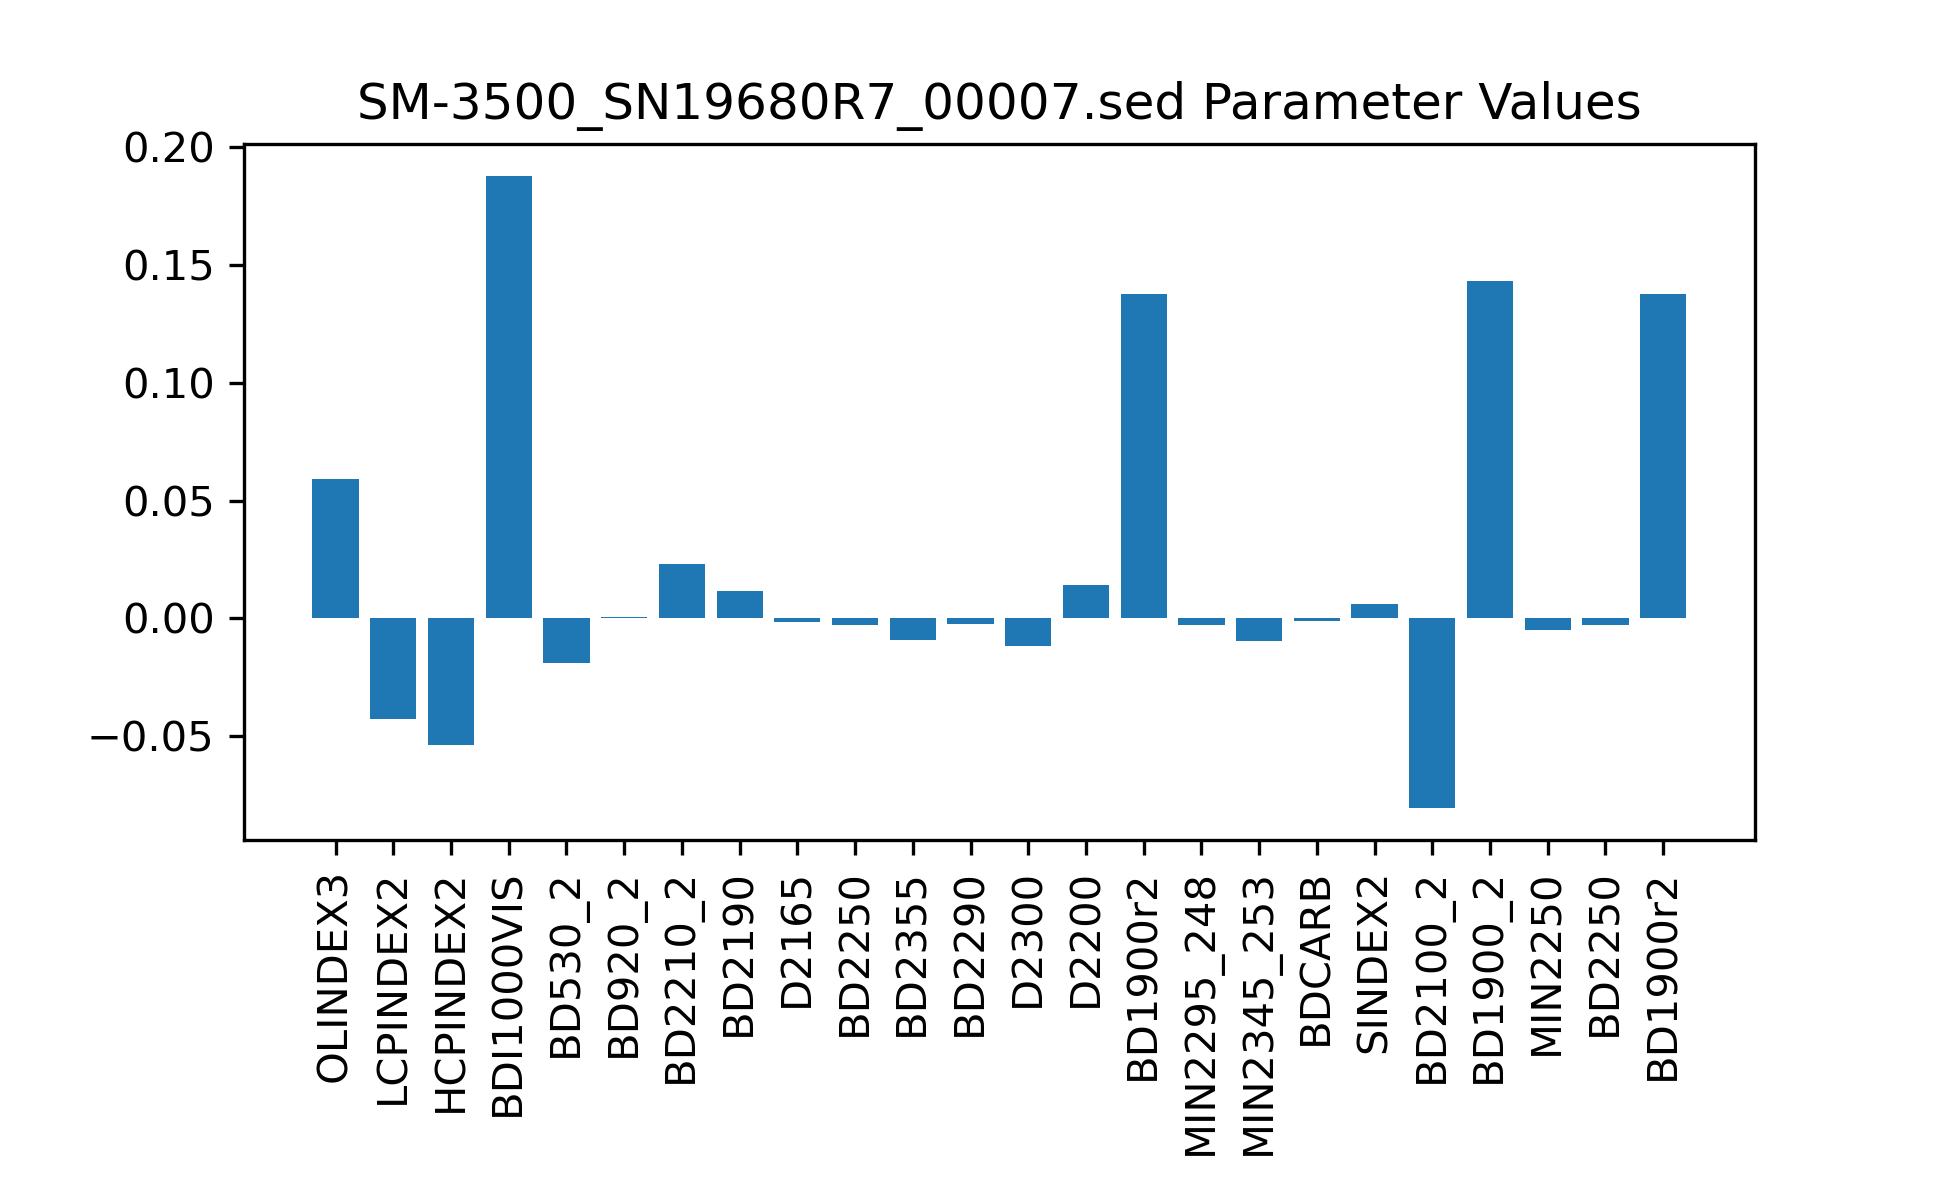 SM-3500_SN19680R7_00007.sed Parameter Values
0.20
0.15
0.10
0.05
0.00
−0.05
OLINDEX3
LCPINDEX2
HCPINDEX2
BDI1000VIS
BD530_2
BD920_2
BD2210_2
BD2190
D2165
BD2250
BD2355
BD2290
D2300
D2200
BD1900r2
MIN2295_248
MIN2345_253
BDCARB
SINDEX2
BD2100_2
BD1900_2
MIN2250
BD2250
BD1900r2